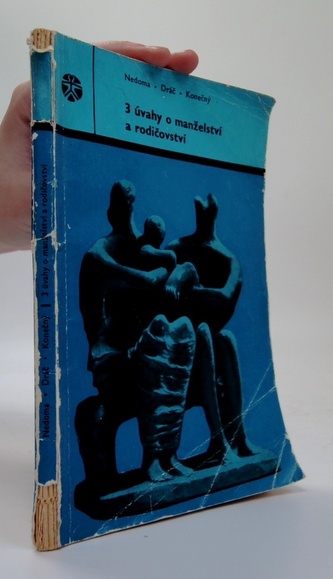 Nedoma • Dráč • Konečný
3 úvahy o manželství
a rodičovství
Nedoma • Dráč • Konečný | 3 úvahy o manželství a rodičovství